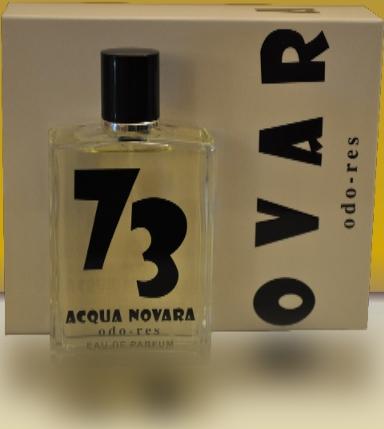 73
ACQUA NOVARA
odo-res
EAU DE PARFUM
OVAR
odo-res